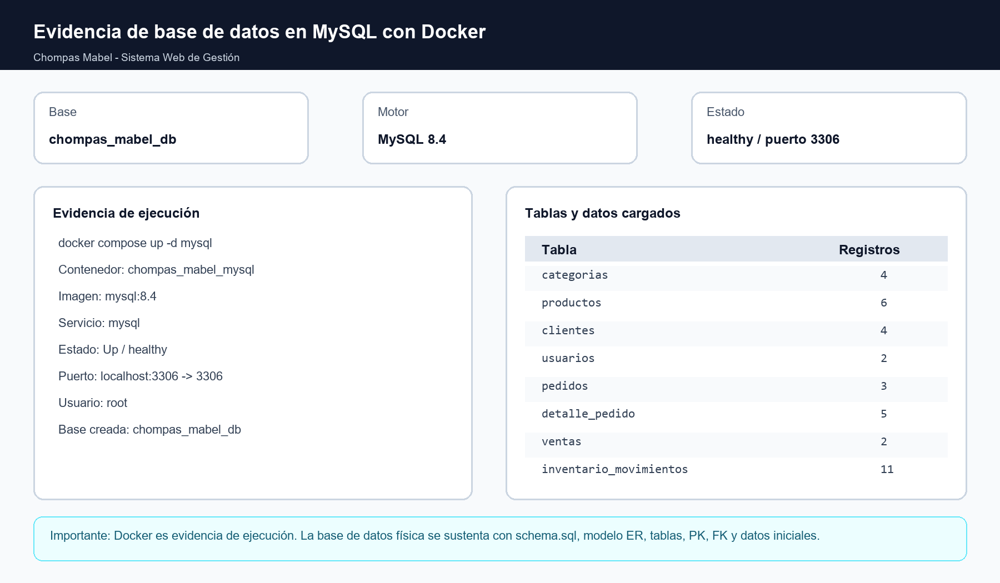 Evidencia de base de datos en MySQL con Docker
Chompas Mabel - Sistema Web de Gestión
Base
chompas_mabel_db
Motor
MySQL 8.4
Estado
healthy / puerto 3306
Evidencia de ejecución
docker compose up -d mysql
Contenedor: chompas_mabel_mysql
Imagen: mysql:8.4
Servicio: mysql
Estado: Up / healthy
Puerto: localhost:3306 -> 3306
Usuario: root
Base creada: chompas_mabel_db
Tablas y datos cargados
Tabla Registros
categorias 4
productos 6
clientes 4
usuarios 2
pedidos 3
detalle_pedido 5
ventas 2
inventario_movimientos 11
Importante: Docker es evidencia de ejecución. La base de datos física se sustenta con schema.sql, modelo ER, tablas, PK, FK y datos iniciales.